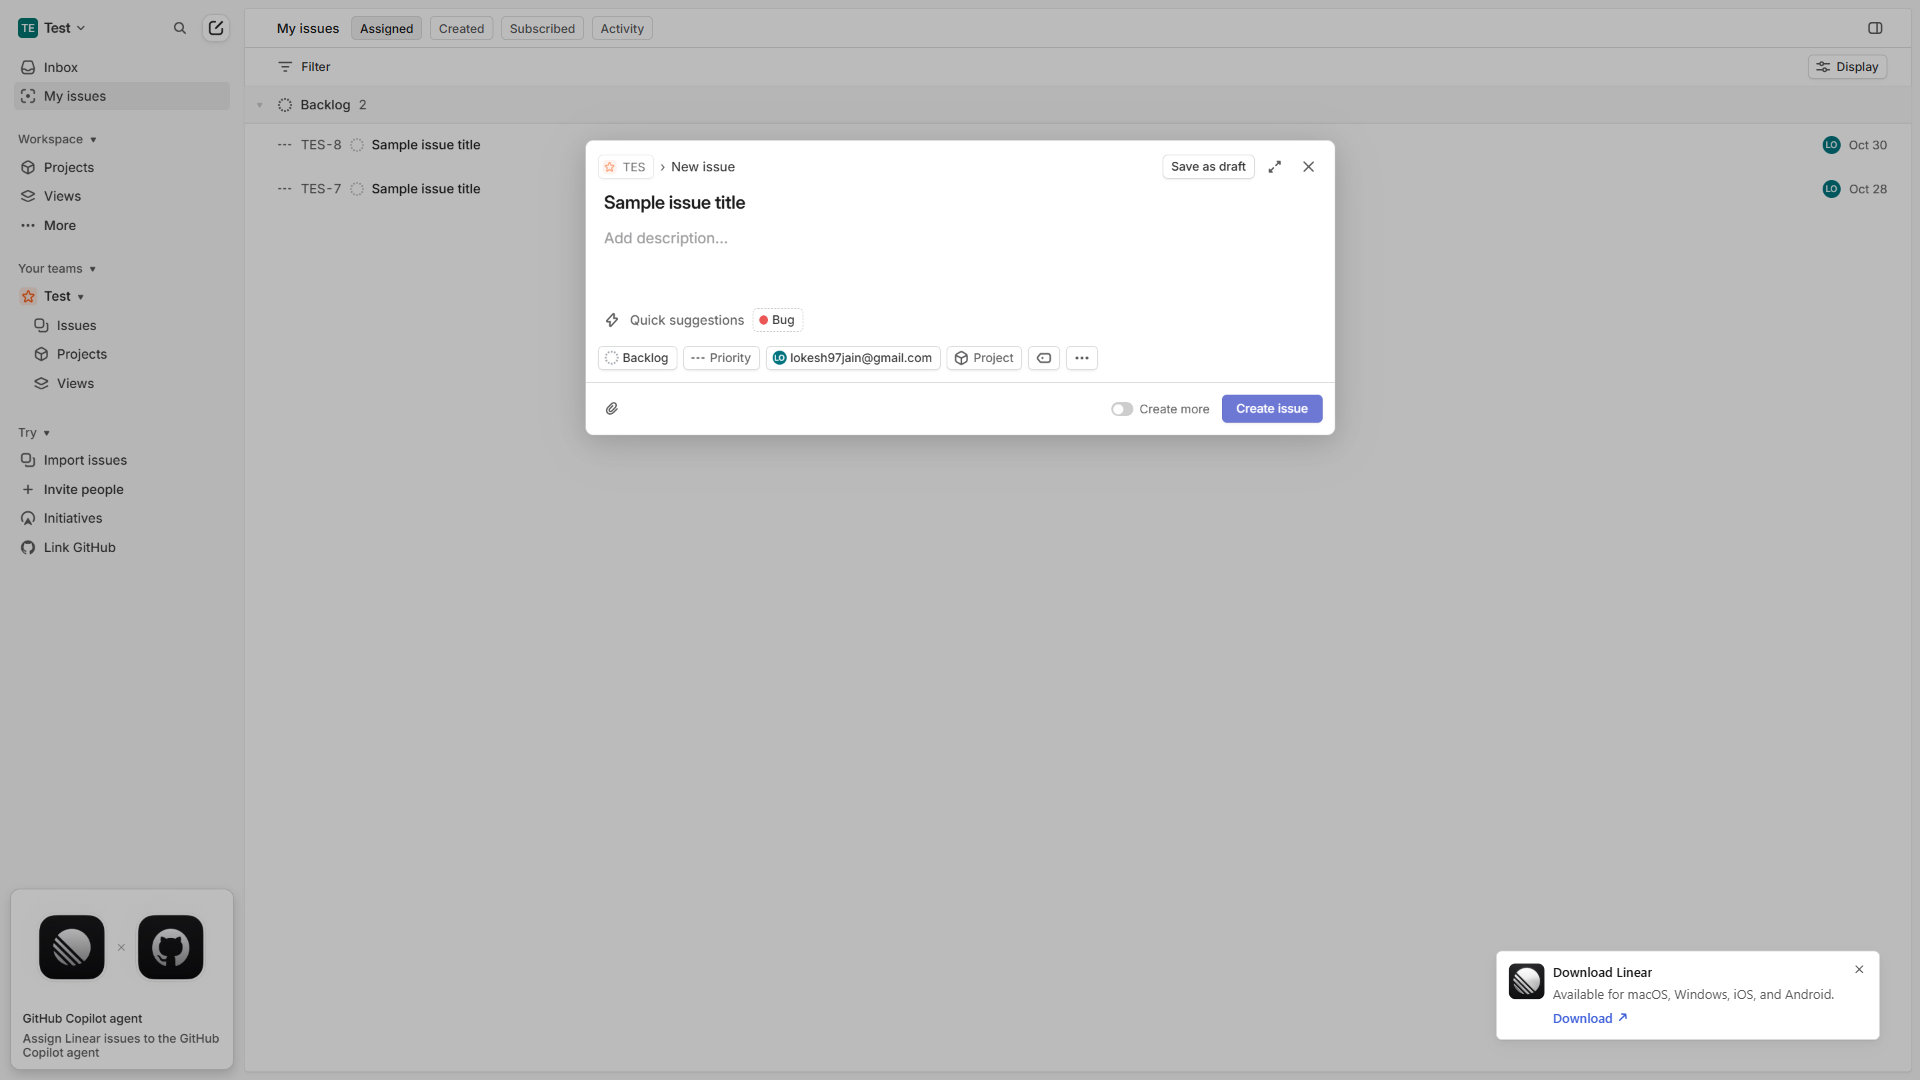 TE Test
Inbox
My issues
Workspace
Projects
Views
More
Your teams
Test
Issues
Projects
Views
Try
Import issues
Invite people
Initiatives
Link GitHub
GitHub Copilot agent
Assign Linear issues to the GitHub
Copilot agent
My issues Assigned Created Subscribed Activity
Filter Display
Backlog 2
--- TES-8 Sample issue title LO Oct 30
--- TES-7 Sample issue title LO Oct 28
TES › New issue Save as draft
Sample issue title
Add description...
Quick suggestions Bug
Backlog --- Priority LO lokesh97jain@gmail.com Project
Create more Create issue
Download Linear
Available for macOS, Windows, iOS, and Android.
Download